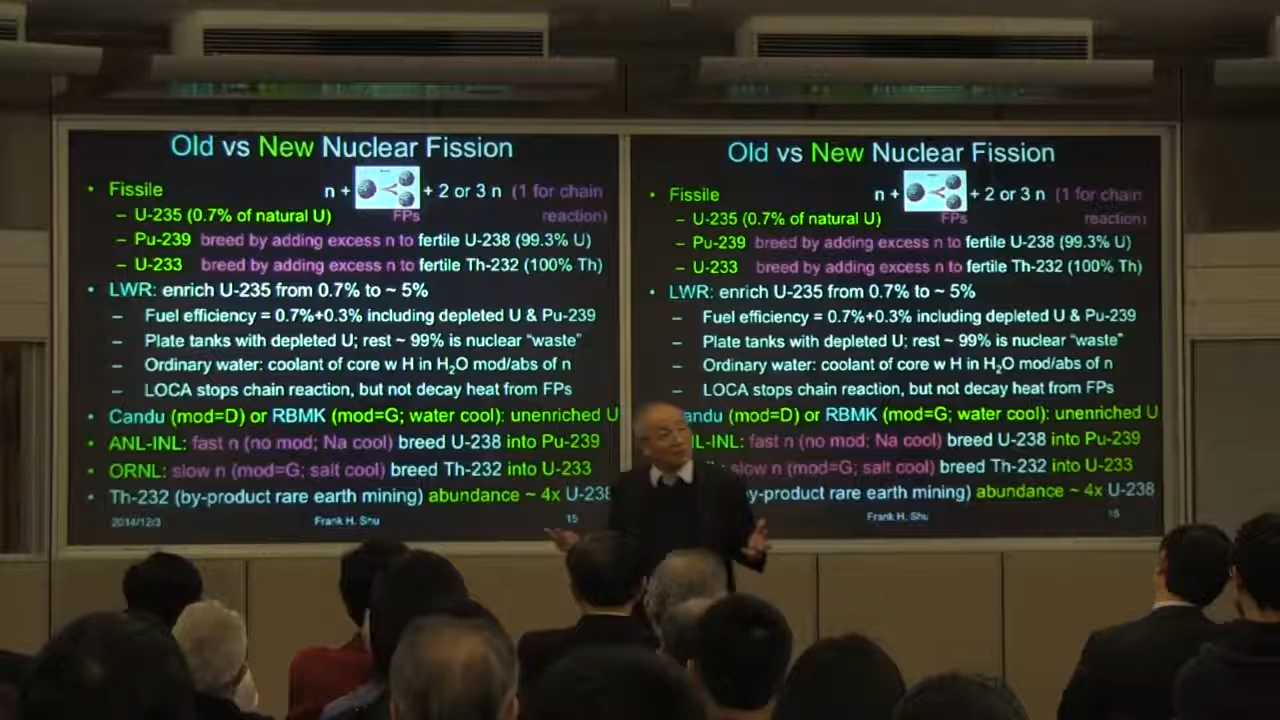 Old vs New Nuclear Fission
• Fissile n + + 2 or 3 n (1 for chain
FPs reaction)
– U-235 (0.7% of natural U)
– Pu-239 breed by adding excess n to fertile U-238 (99.3% U)
– U-233 breed by adding excess n to fertile Th-232 (100% Th)
• LWR: enrich U-235 from 0.7% to ~ 5%
– Fuel efficiency = 0.7%+0.3% including depleted U & Pu-239
– Plate tanks with depleted U; rest ~ 99% is nuclear "waste"
– Ordinary water: coolant of core w H in H₂O mod/abs of n
– LOCA stops chain reaction, but not decay heat from FPs
• Candu (mod=D) or RBMK (mod=G; water cool): unenriched U
• ANL-INL: fast n (no mod; Na cool) breed U-238 into Pu-239
• ORNL: slow n (mod=G; salt cool) breed Th-232 into U-233
• Th-232 (by-product rare earth mining) abundance ~ 4x U-238
2014/12/3 Frank H. Shu 15
Old vs New Nuclear Fission
• Fissile n + + 2 or 3 n (1 for chain
FPs reaction)
– U-235 (0.7% of natural U)
– Pu-239 breed by adding excess n to fertile U-238 (99.3% U)
– U-233 breed by adding excess n to fertile Th-232 (100% Th)
• LWR: enrich U-235 from 0.7% to ~ 5%
– Fuel efficiency = 0.7%+0.3% including depleted U & Pu-239
– Plate tanks with depleted U; rest ~ 99% is nuclear "waste"
– Ordinary water: coolant of core w H in H₂O mod/abs of n
– LOCA stops chain reaction, but not decay heat from FPs
andu (mod=D) or RBMK (mod=G; water cool): unenriched U
L-INL: fast n (no mod; Na cool) breed U-238 into Pu-239
slow n (mod=G; salt cool) breed Th-232 into U-233
y-product rare earth mining) abundance ~ 4x U-238
Frank H. Shu 15